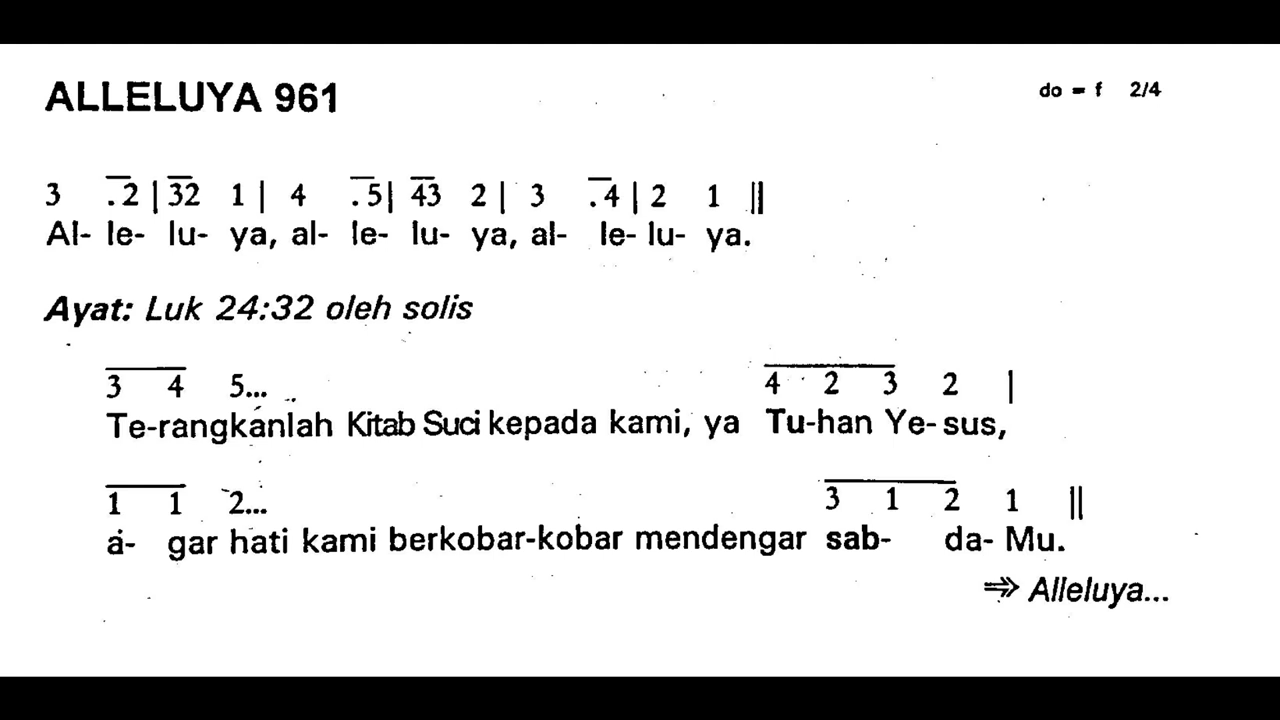 ALLELUYA 961 do = f 2/4
3 .2 | 32 1 | 4 .5 | 43 2 | 3 .4 | 2 1 ||
Al- le- lu- ya, al- le- lu- ya, al- le- lu- ya.
Ayat: Luk 24:32 oleh solis
3 4 5... 4 2 3 2 |
Te-rangkanlah Kitab Suci kepada kami, ya Tu-han Ye-sus,
1 1 2... 3 1 2 1 ||
a- gar hati kami berkobar-kobar mendengar sab- da- Mu.
⇒ Alleluya...